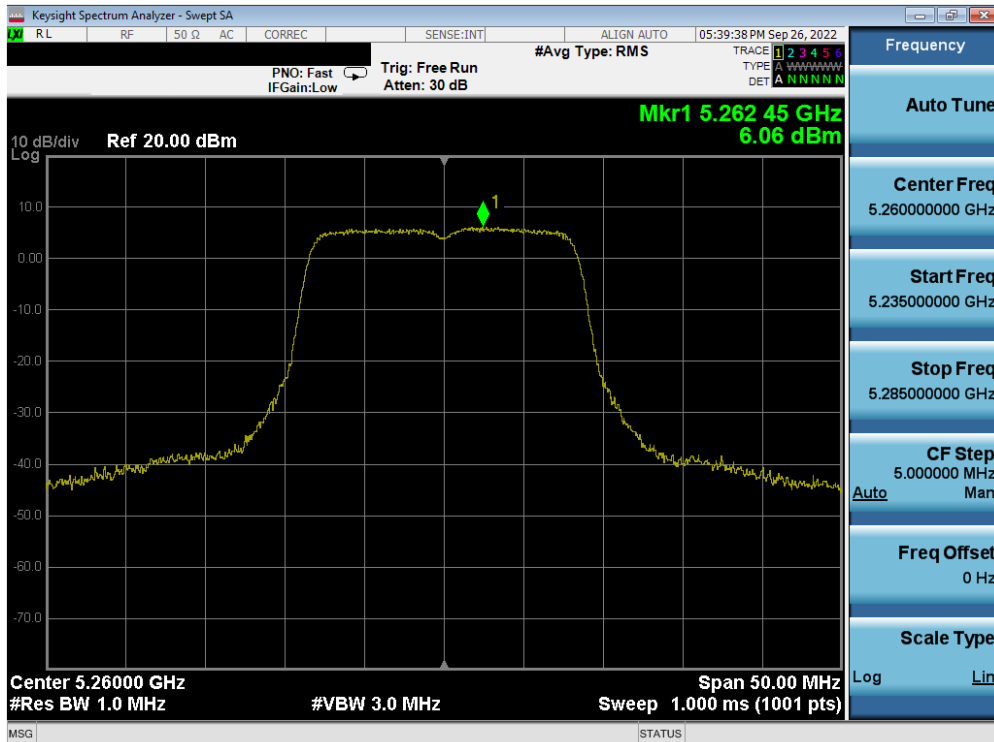 Keysight Spectrum Analyzer - Swept SA
LXI RL RF 50 Ω AC CORREC SENSE:INT ALIGN AUTO 05:39:38 PM Sep 26, 2022
PNO: Fast
IFGain:Low
Trig: Free Run
Atten: 30 dB
#Avg Type: RMS
TRACE 1 2 3 4 5 6
TYPE A WWWWW
DET A N N N N N
Mkr1 5.262 45 GHz
6.06 dBm
10 dB/div Ref 20.00 dBm
Log
1
10.0
0.00
-10.0
-20.0
-30.0
-40.0
-50.0
-60.0
-70.0
Center 5.26000 GHz Span 50.00 MHz
#Res BW 1.0 MHz #VBW 3.0 MHz Sweep 1.000 ms (1001 pts)
MSG STATUS
Frequency
Auto Tune
Center Freq
5.260000000 GHz
Start Freq
5.235000000 GHz
Stop Freq
5.285000000 GHz
CF Step
5.000000 MHz
Auto Man
Freq Offset
0 Hz
Scale Type
Log Lin